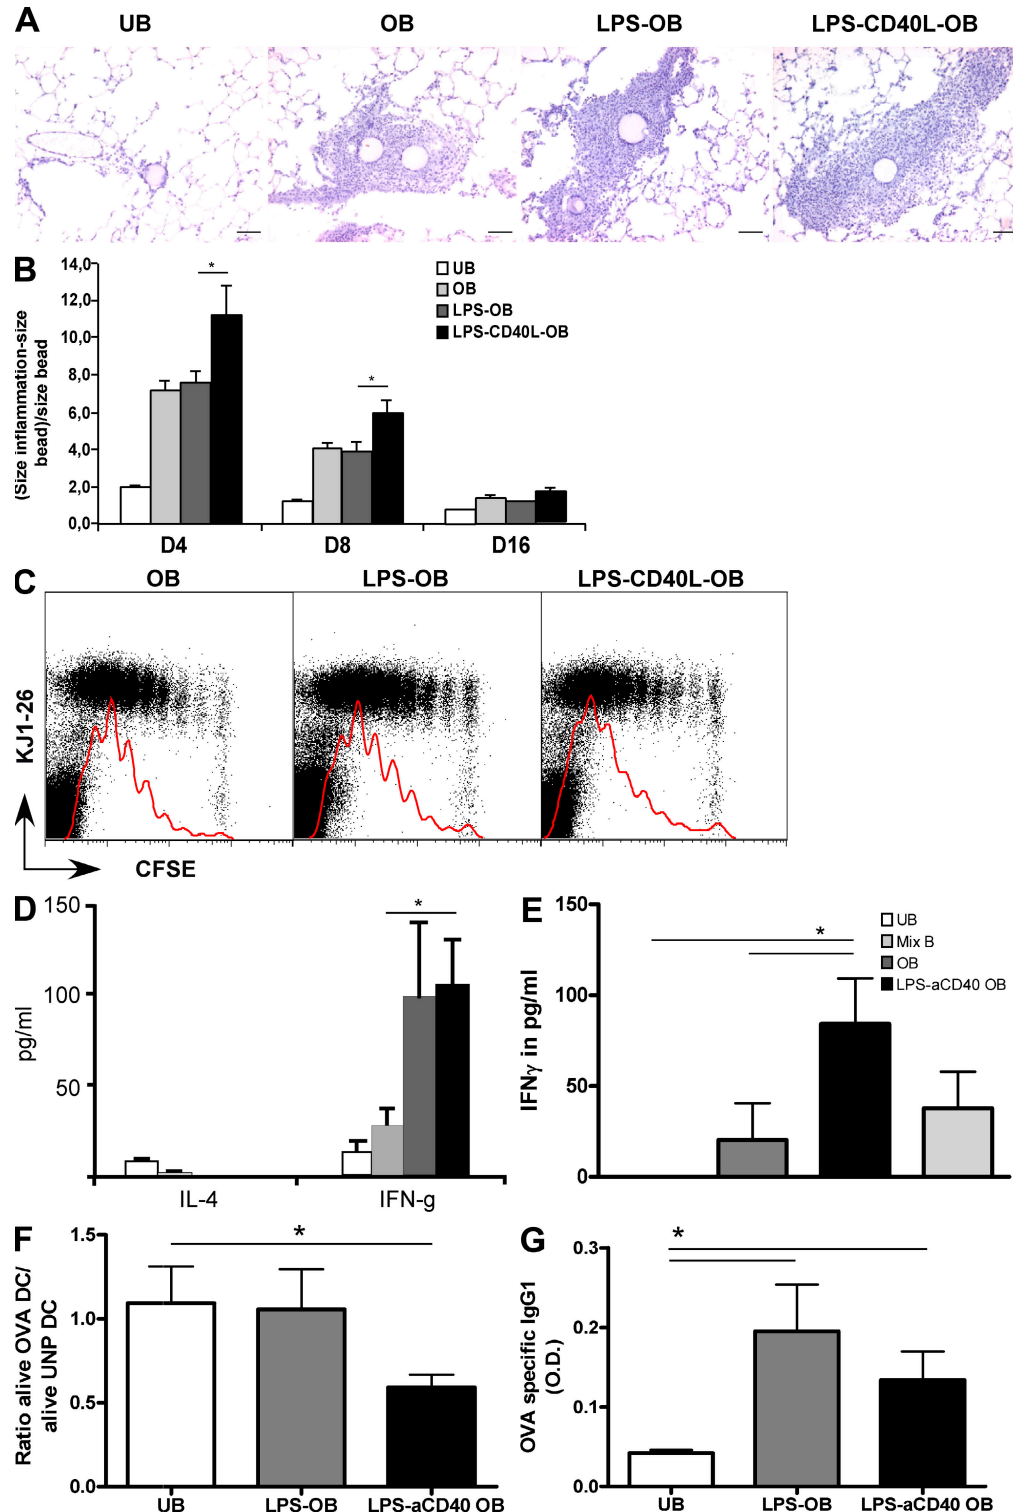 A
UB
OB
LPS-OB
LPS-CD40L-OB
B
(Size inflammation-size
bead)/size bead
14,0
12,0
10,0
8,0
6,0
4,0
2,0
0,0
*
*
UB
OB
LPS-OB
LPS-CD40L-OB
D4
D8
D16
C
OB
LPS-OB
LPS-CD40L-OB
KJ1-26
CFSE
D
pg/ml
150
100
50
*
IL-4
IFN-g
E
IFNγ in pg/ml
150
100
50
0
*
UB
Mix B
OB
LPS-aCD40 OB
F
Ratio alive OVA DC/
alive UNP DC
1.5
1.0
0.5
0.0
*
UB
LPS-OB
LPS-aCD40 OB
G
OVA specific IgG1
(O.D.)
0.3
0.2
0.1
0.0
*
UB
LPS-OB
LPS-aCD40 OB